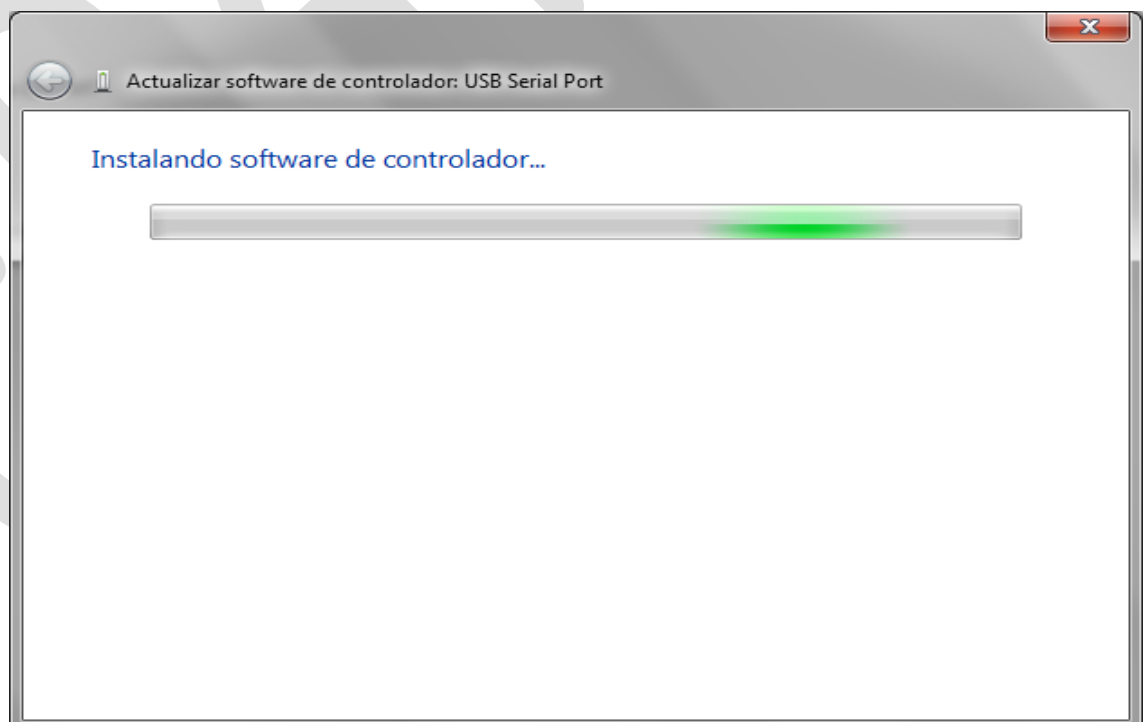 Actualizar software de controlador: USB Serial Port
Instalando software de controlador...